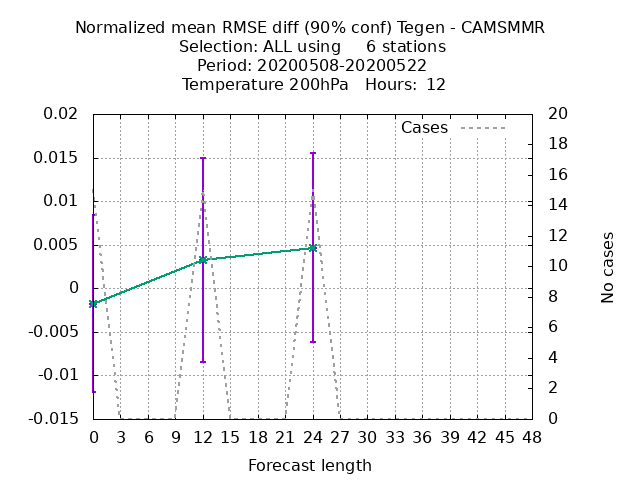 Normalized mean RMSE diff (90% conf) Tegen - CAMSMMR
Selection: ALL using     6 stations
Period: 20200508-20200522
Temperature 200hPa   Hours:  12
0.02 20
Cases
18
0.015 16
0.01 14
12
0.005 10
0 8
-0.005 6
4
-0.01 2
-0.015 0
No cases
0 3 6 9 12 15 18 21 24 27 30 33 36 39 42 45 48
Forecast length